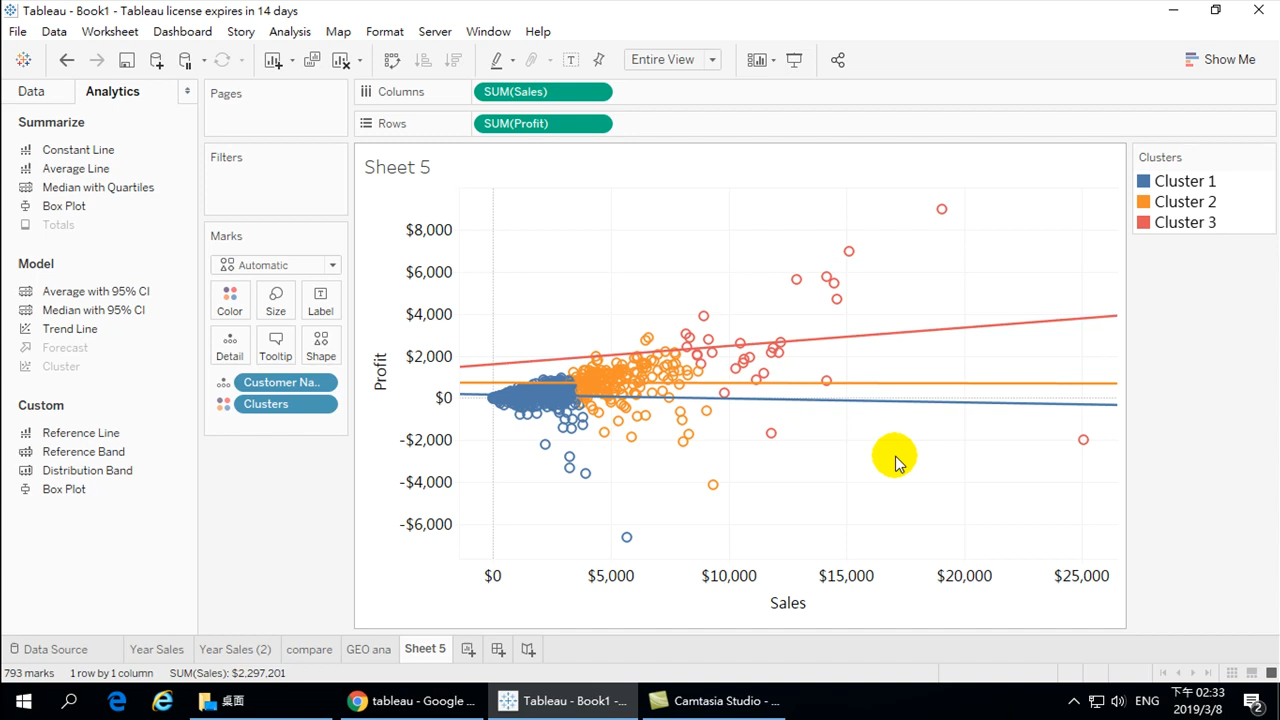 Tableau - Book1 - Tableau license expires in 14 days
File Data Worksheet Dashboard Story Analysis Map Format Server Window Help
Entire View
Show Me
Data Analytics
Summarize
Constant Line
Average Line
Median with Quartiles
Box Plot
Totals
Model
Average with 95% CI
Median with 95% CI
Trend Line
Forecast
Cluster
Custom
Reference Line
Reference Band
Distribution Band
Box Plot
Pages
Filters
Marks
Automatic
Color Size Label
Detail Tooltip Shape
Customer Na..
Clusters
Columns SUM(Sales)
Rows SUM(Profit)
Sheet 5
$8,000
$6,000
$4,000
$2,000
$0
-$2,000
-$4,000
-$6,000
Profit
$0 $5,000 $10,000 $15,000 $20,000 $25,000
Sales
Clusters
Cluster 1
Cluster 2
Cluster 3
Data Source Year Sales Year Sales (2) compare GEO ana Sheet 5
793 marks 1 row by 1 column SUM(Sales): $2,297,201
桌面 tableau - Google ... Tableau - Book1 -... Camtasia Studio - ... ENG 下午 02:33
2019/3/8 2